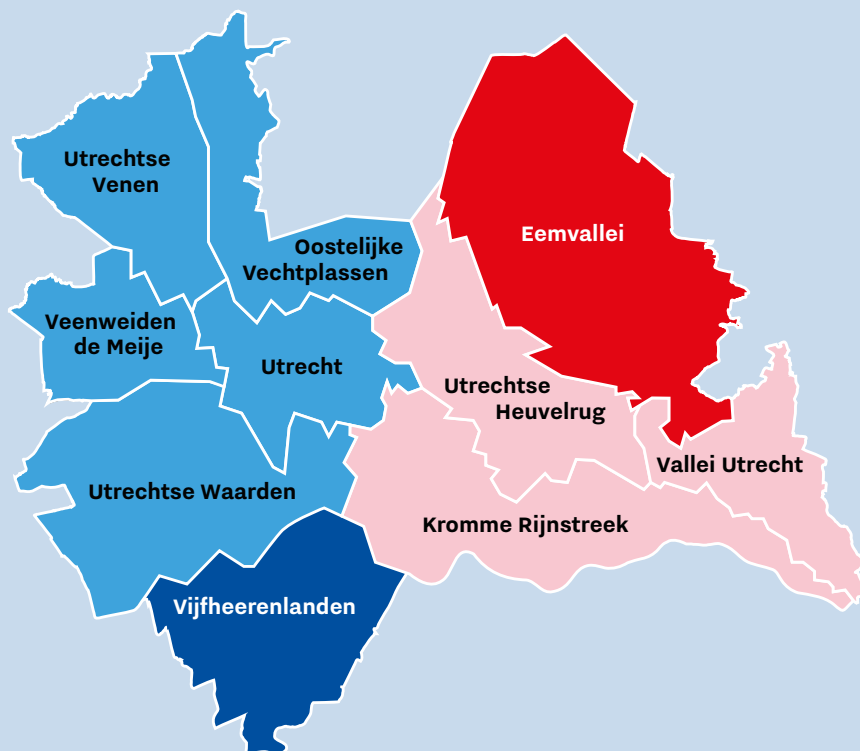 Utrechtse
Venen
Oostelijke
Vechtplassen
Eemvallei
Veenweiden
de Meije
Utrecht
Utrechtse
Heuvelrug
Vallei Utrecht
Utrechtse Waarden
Kromme Rijnstreek
Vijfheerenlanden